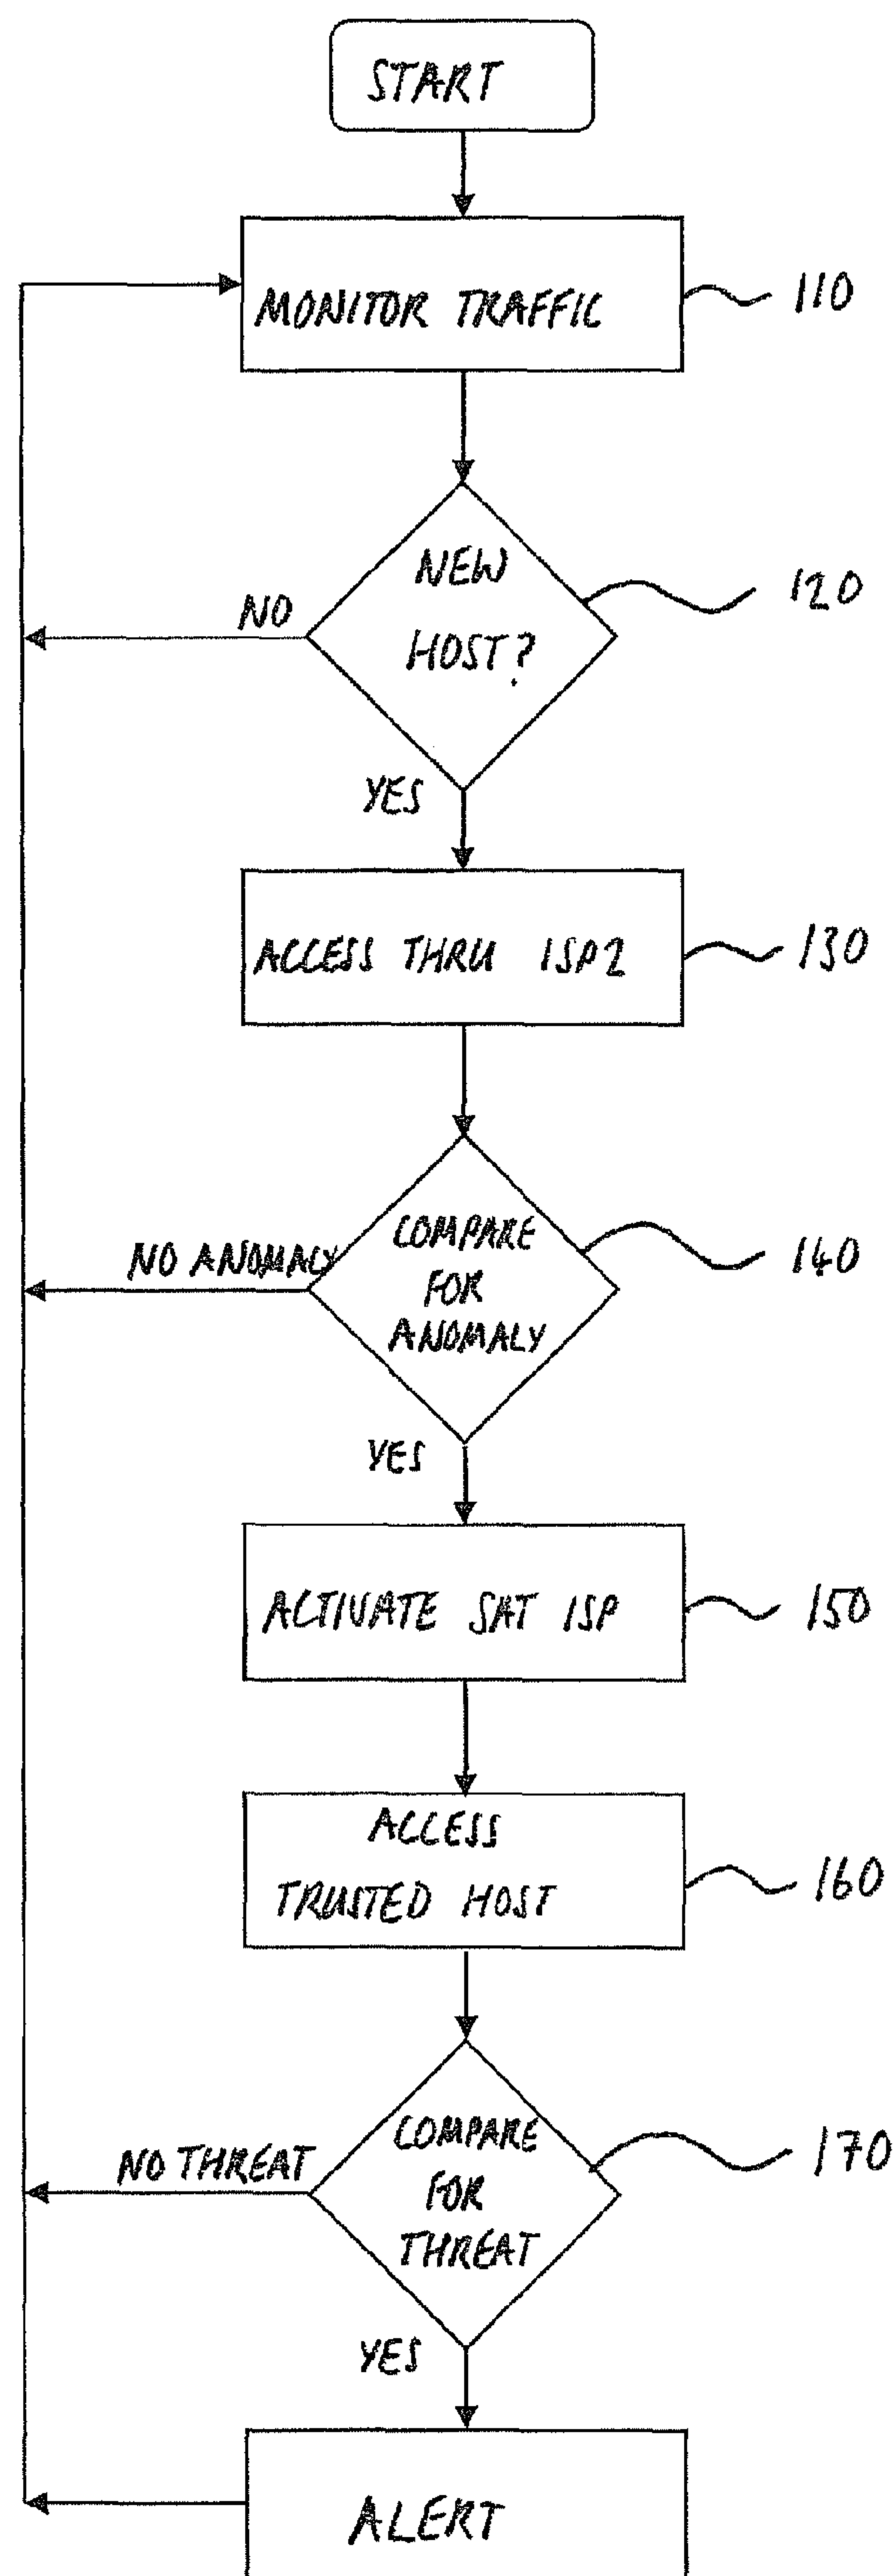 START
MONITOR TRAFFIC
110
NEW
HOST?
120
NO
YES
ACCESS THRU ISP2
130
COMPARE
FOR
ANOMALY
140
NO ANOMALY
YES
ACTIVATE SAT ISP
150
ACCESS
TRUSTED HOST
160
COMPARE
FOR
THREAT
170
NO THREAT
YES
ALERT